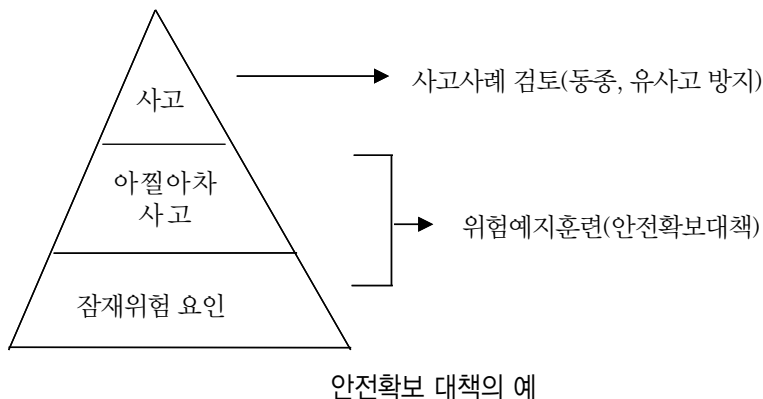 사고
사고사례 검토(동종, 유사고 방지)
아찔아차
사고
위험예지훈련(안전확보대책)
잠재위험 요인
안전확보 대책의 예